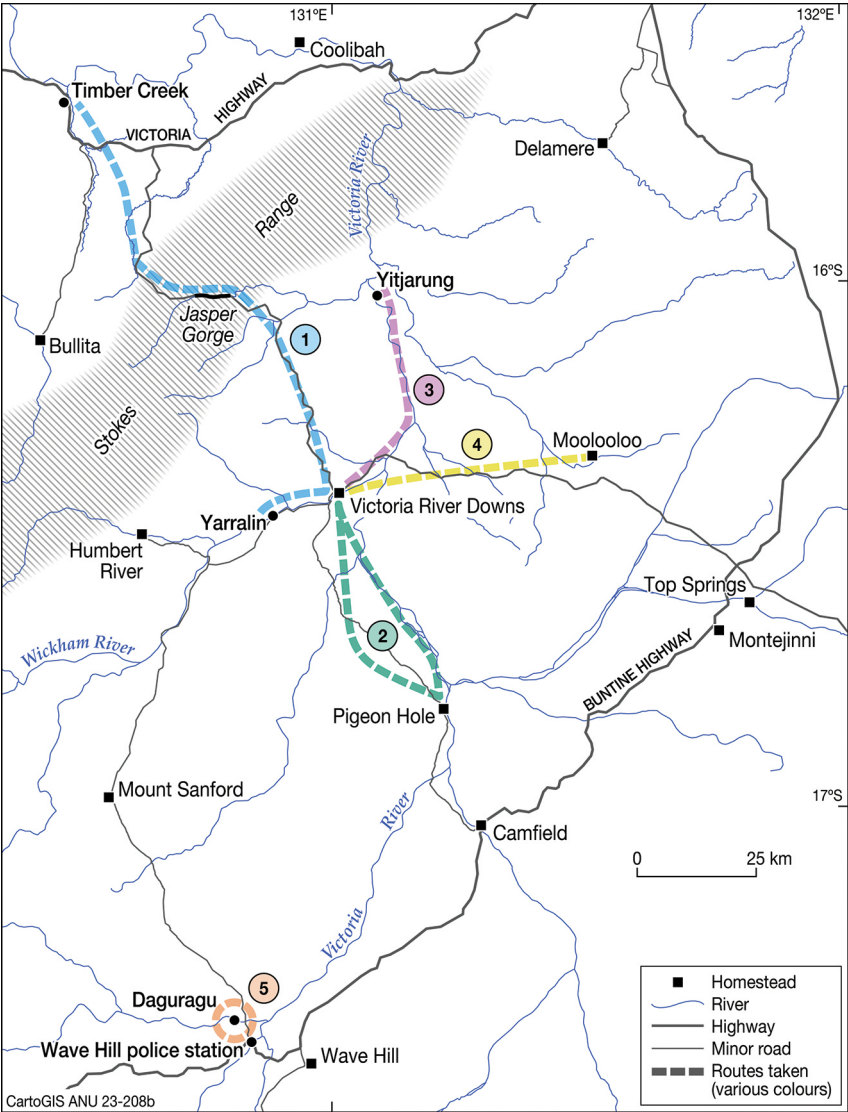 131°E
132°E
Coolibah
Timber Creek
HIGHWAY
VICTORIA
Delamere
Victoria River
Range
16°S
Yitjarung
Jasper
Gorge
Bullita
1
3
Stokes
4
Moolooloo
Victoria River Downs
Yarralin
Humbert
River
Top Springs
2
Montejinni
Wickham River
BUNTINE HIGHWAY
Pigeon Hole
Mount Sanford
17°S
River
Camfield
0
25 km
Victoria
5
Daguragu
Wave Hill police station
Wave Hill
Homestead
River
Highway
Minor road
Routes taken
(various colours)
CartoGIS ANU 23-208b